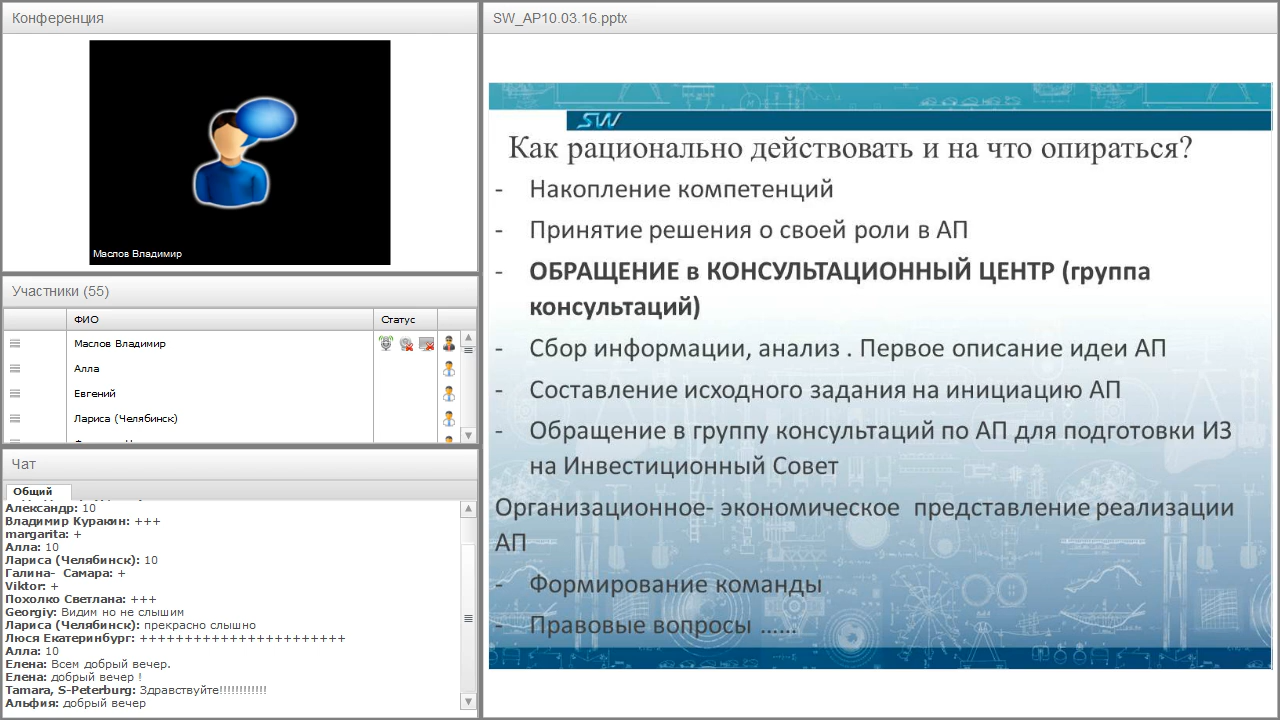 Конференция
Маслов Владимир
Участники (55)
ФИО
Статус
Маслов Владимир
Алла
Евгений
Лариса (Челябинск)
Чат
Общий
Александр: 10
Владимир Куракин: +++
margarita: +
Алла: 10
Лариса (Челябинск): 10
Галина- Самара: +
Viktor: +
Похолко Светлана: +++
Georgiy: Видим но не слышим
Лариса (Челябинск): прекрасно слышно
Люся Екатеринбург: +++++++++++++++++++++++
Алла: 10
Елена: Всем добрый вечер.
Елена: добрый вечер !
Tamara, S-Peterburg: Здравствуйте!!!!!!!!!!!!
Альфия: добрый вечер
SW_AP10.03.16.pptx
SW
Как рационально действовать и на что опираться?
- Накопление компетенций
- Принятие решения о своей роли в АП
- ОБРАЩЕНИЕ в КОНСУЛЬТАЦИОННЫЙ ЦЕНТР (группа
консультаций)
- Сбор информации, анализ . Первое описание идеи АП
- Составление исходного задания на инициацию АП
- Обращение в группу консультаций по АП для подготовки ИЗ
на Инвестиционный Совет
Организационное- экономическое представление реализации
АП
- Формирование команды
- Правовые вопросы ......